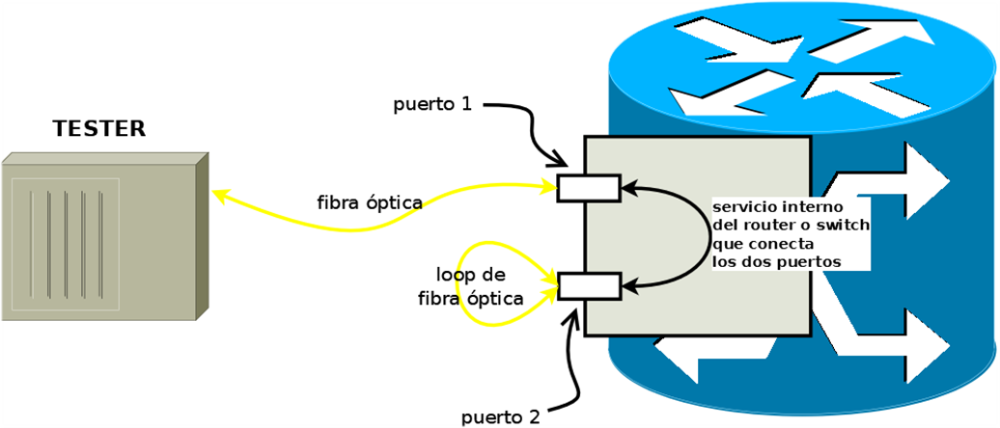 puerto 1
TESTER
fibra óptica
servicio interno
del router o switch
que conecta
los dos puertos
loop de
fibra óptica
puerto 2